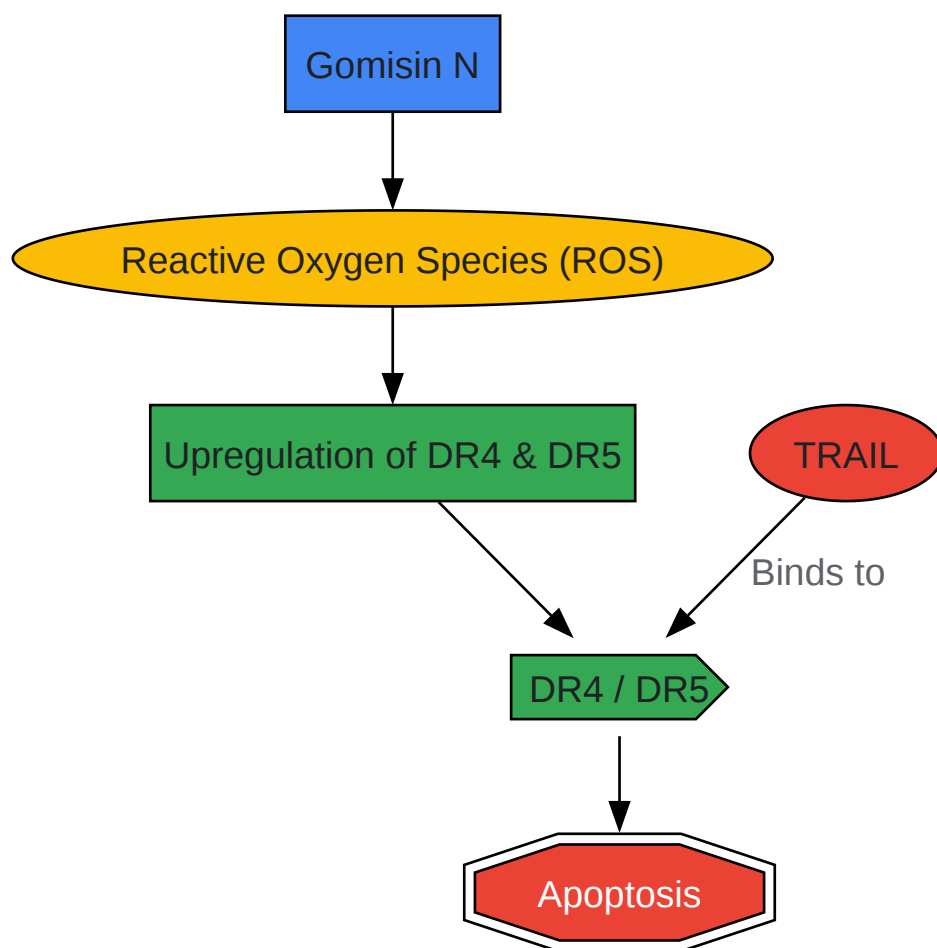 Gomisin N
Reactive Oxygen Species (ROS)
Upregulation of DR4 & DR5
TRAIL
Binds to
DR4 / DR5
Apoptosis